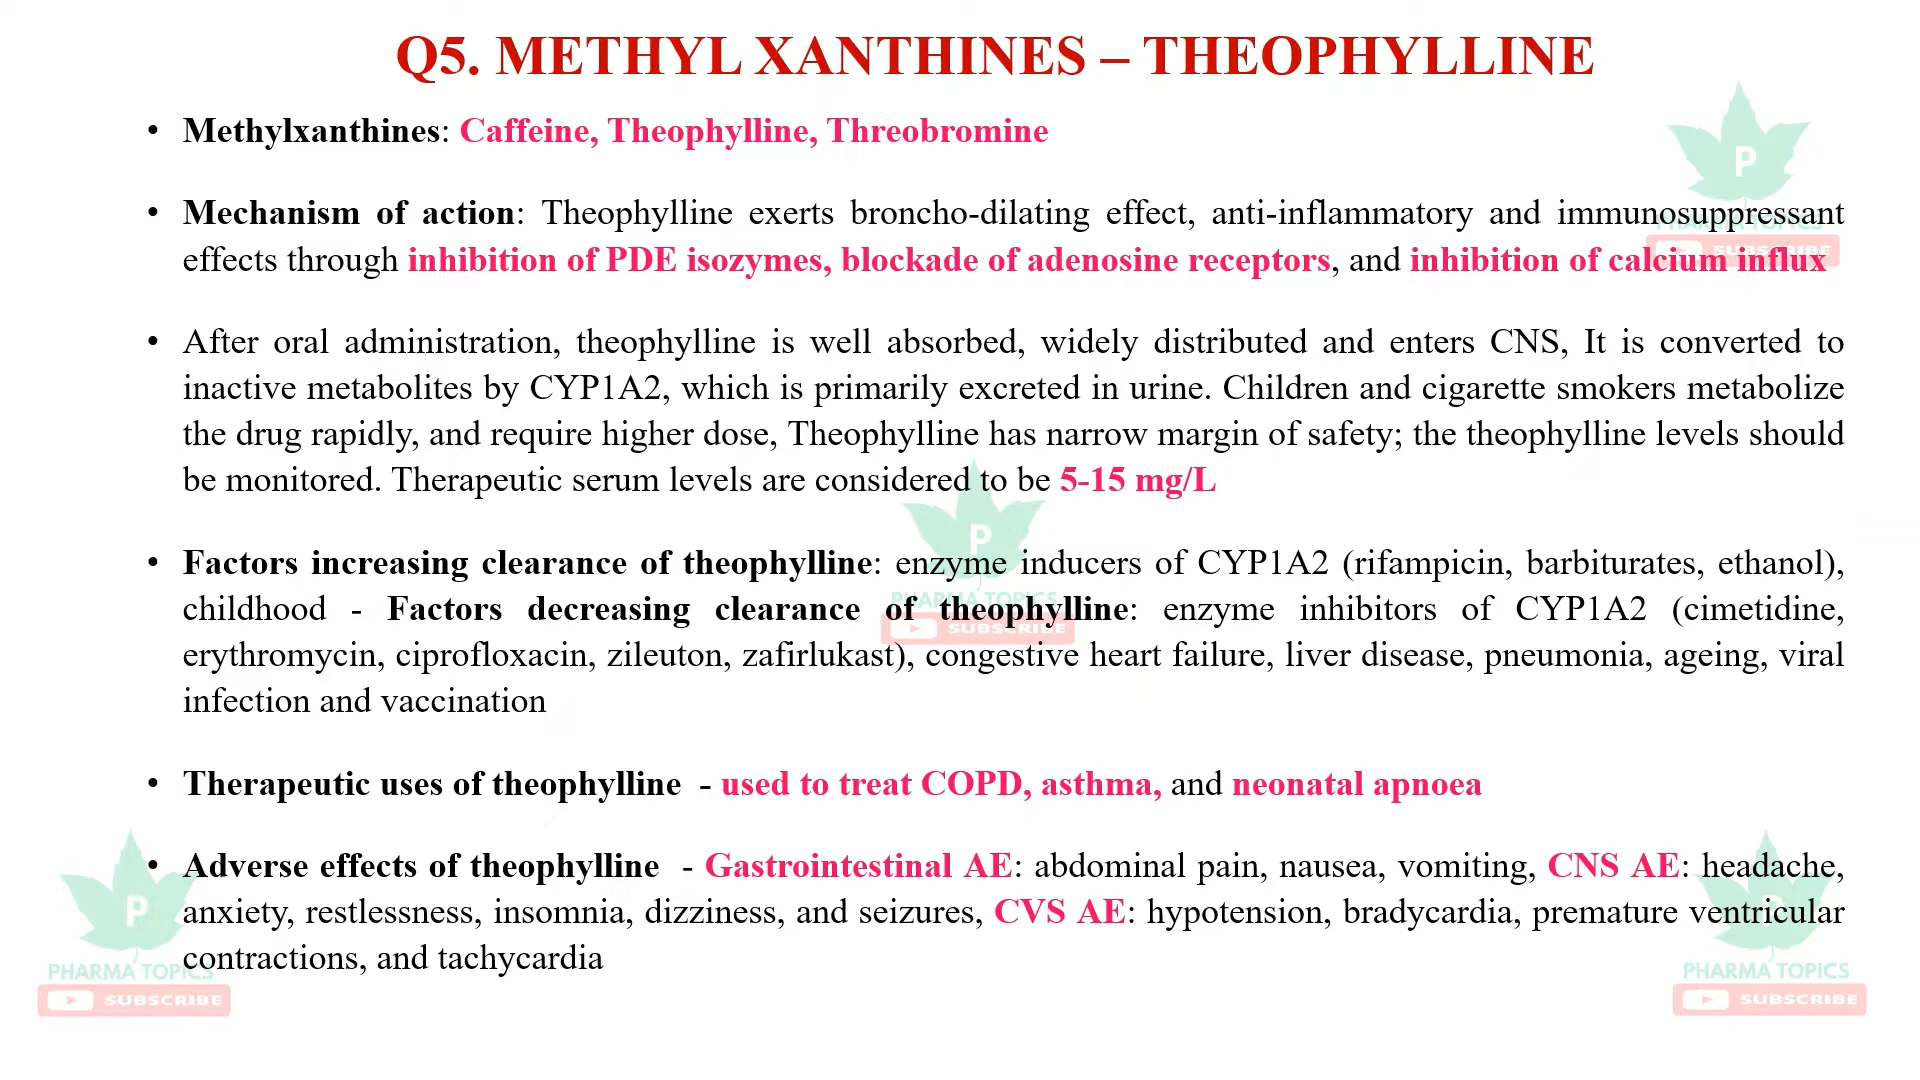 Q5. METHYL XANTHINES – THEOPHYLLINE
• Methylxanthines: Caffeine, Theophylline, Threobromine
• Mechanism of action: Theophylline exerts broncho-dilating effect, anti-inflammatory and immunosuppressant
effects through inhibition of PDE isozymes, blockade of adenosine receptors, and inhibition of calcium influx
• After oral administration, theophylline is well absorbed, widely distributed and enters CNS, It is converted to
inactive metabolites by CYP1A2, which is primarily excreted in urine. Children and cigarette smokers metabolize
the drug rapidly, and require higher dose, Theophylline has narrow margin of safety; the theophylline levels should
be monitored. Therapeutic serum levels are considered to be 5-15 mg/L
• Factors increasing clearance of theophylline: enzyme inducers of CYP1A2 (rifampicin, barbiturates, ethanol),
childhood - Factors decreasing clearance of theophylline: enzyme inhibitors of CYP1A2 (cimetidine,
erythromycin, ciprofloxacin, zileuton, zafirlukast), congestive heart failure, liver disease, pneumonia, ageing, viral
infection and vaccination
• Therapeutic uses of theophylline - used to treat COPD, asthma, and neonatal apnoea
• Adverse effects of theophylline - Gastrointestinal AE: abdominal pain, nausea, vomiting, CNS AE: headache,
anxiety, restlessness, insomnia, dizziness, and seizures, CVS AE: hypotension, bradycardia, premature ventricular
contractions, and tachycardia
P
PHARMA TOPICS
SUBSCRIBE
P
PHARMA TOPICS
SUBSCRIBE
P
PHARMA TOPICS
SUBSCRIBE
P
PHARMA TOPICS
SUBSCRIBE